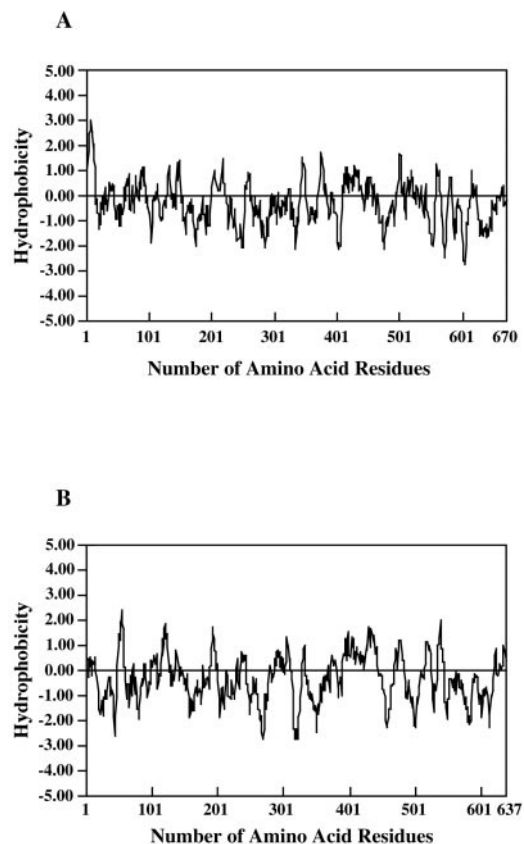 A
5.00
4.00
3.00
2.00
1.00
0.00
-1.00
-2.00
-3.00
-4.00
-5.00
Hydrophobicity
1 101 201 301 401 501 601 670
Number of Amino Acid Residues
B
5.00
4.00
3.00
2.00
1.00
0.00
-1.00
-2.00
-3.00
-4.00
-5.00
Hydrophobicity
1 101 201 301 401 501 601 637
Number of Amino Acid Residues